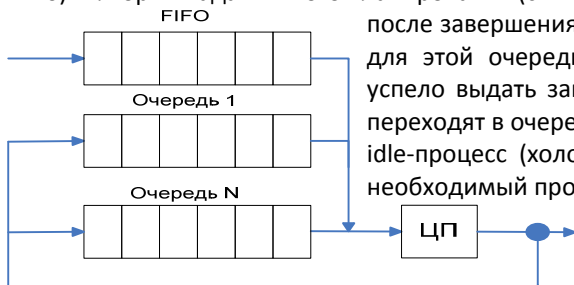 FIFO
после завершения
для этой очеред
успело выдать за
Очередь 1
переходят в очере
idle-процесс (холо
Очередь N
необходимый про
ЦП